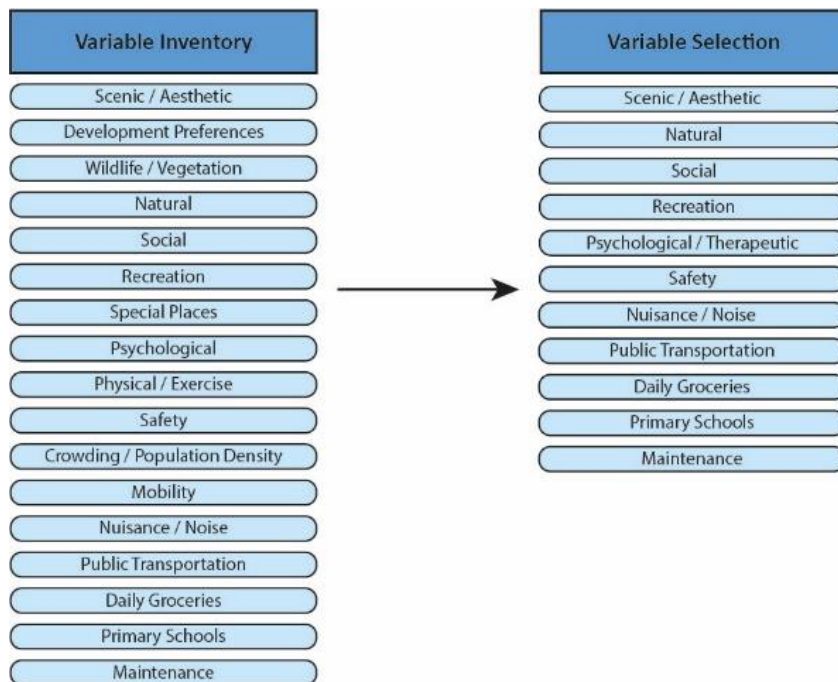 Variable Inventory
Scenic / Aesthetic
Development Preferences
Wildlife / Vegetation
Natural
Social
Recreation
Special Places
Psychological
Physical / Exercise
Safety
Crowding / Population Density
Mobility
Nuisance / Noise
Public Transportation
Daily Groceries
Primary Schools
Maintenance
Variable Selection
Scenic / Aesthetic
Natural
Social
Recreation
Psychological / Therapeutic
Safety
Nuisance / Noise
Public Transportation
Daily Groceries
Primary Schools
Maintenance